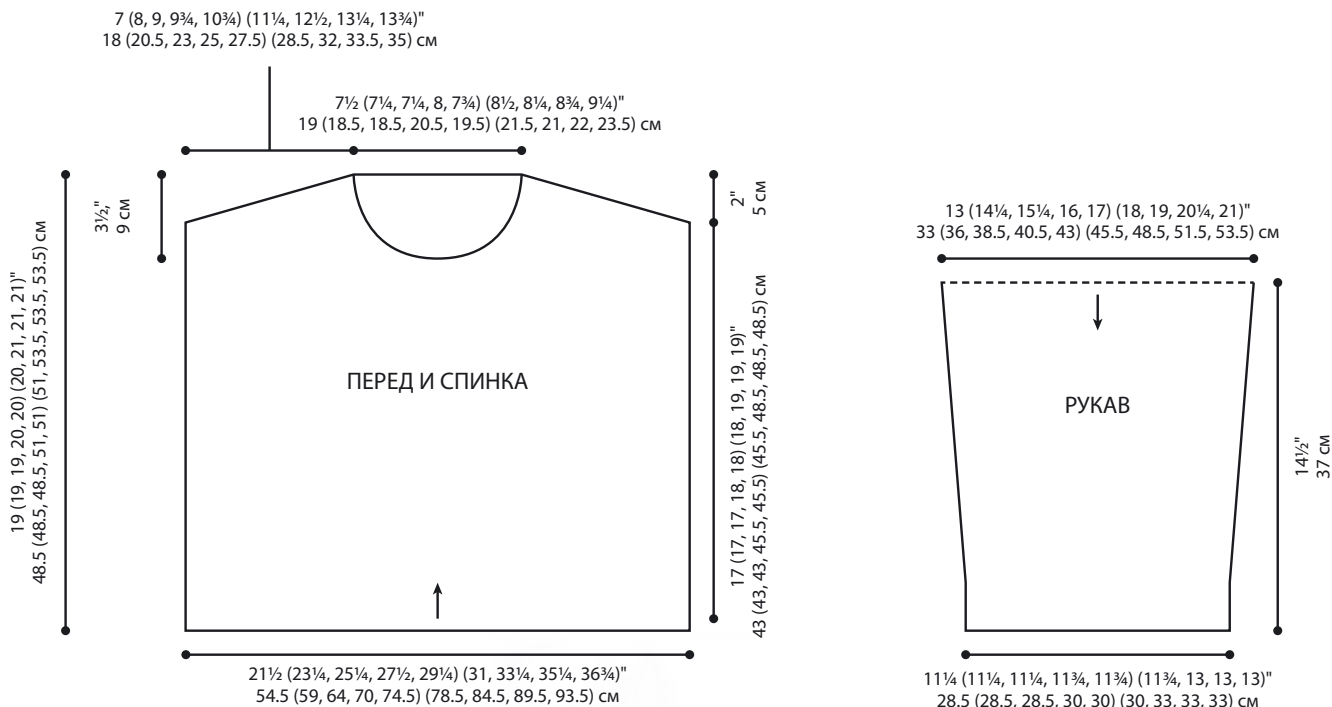 7 (8, 9, 9¾, 10¾) (11¼, 12½, 13¼, 13¾)"
18 (20.5, 23, 25, 27.5) (28.5, 32, 33.5, 35) см
7½ (7¼, 7¼, 8, 7¾) (8½, 8¼, 8¾, 9¼)"
19 (18.5, 18.5, 20.5, 19.5) (21.5, 21, 22, 23.5) см
3½"
9 см
2"
5 см
19 (19, 19, 20, 20) (20, 21, 21, 21)"
48.5 (48.5, 48.5, 51, 51) (51, 53.5, 53.5, 53.5) см
ПЕРЕД И СПИНКА
17 (17, 17, 18, 18) (18, 19, 19, 19)"
43 (43, 43, 45.5, 45.5) (45.5, 48.5, 48.5, 48.5) см
21½ (23¼, 25¼, 27½, 29¼) (31, 33¼, 35¼, 36¾)"
54.5 (59, 64, 70, 74.5) (78.5, 84.5, 89.5, 93.5) см
13 (14¼, 15¼, 16, 17) (18, 19, 20¼, 21)"
33 (36, 38.5, 40.5, 43) (45.5, 48.5, 51.5, 53.5) см
РУКАВ
14½"
37 см
11¼ (11¼, 11¼, 11¾, 11¾) (11¾, 13, 13, 13)"
28.5 (28.5, 28.5, 30, 30) (30, 33, 33, 33) см